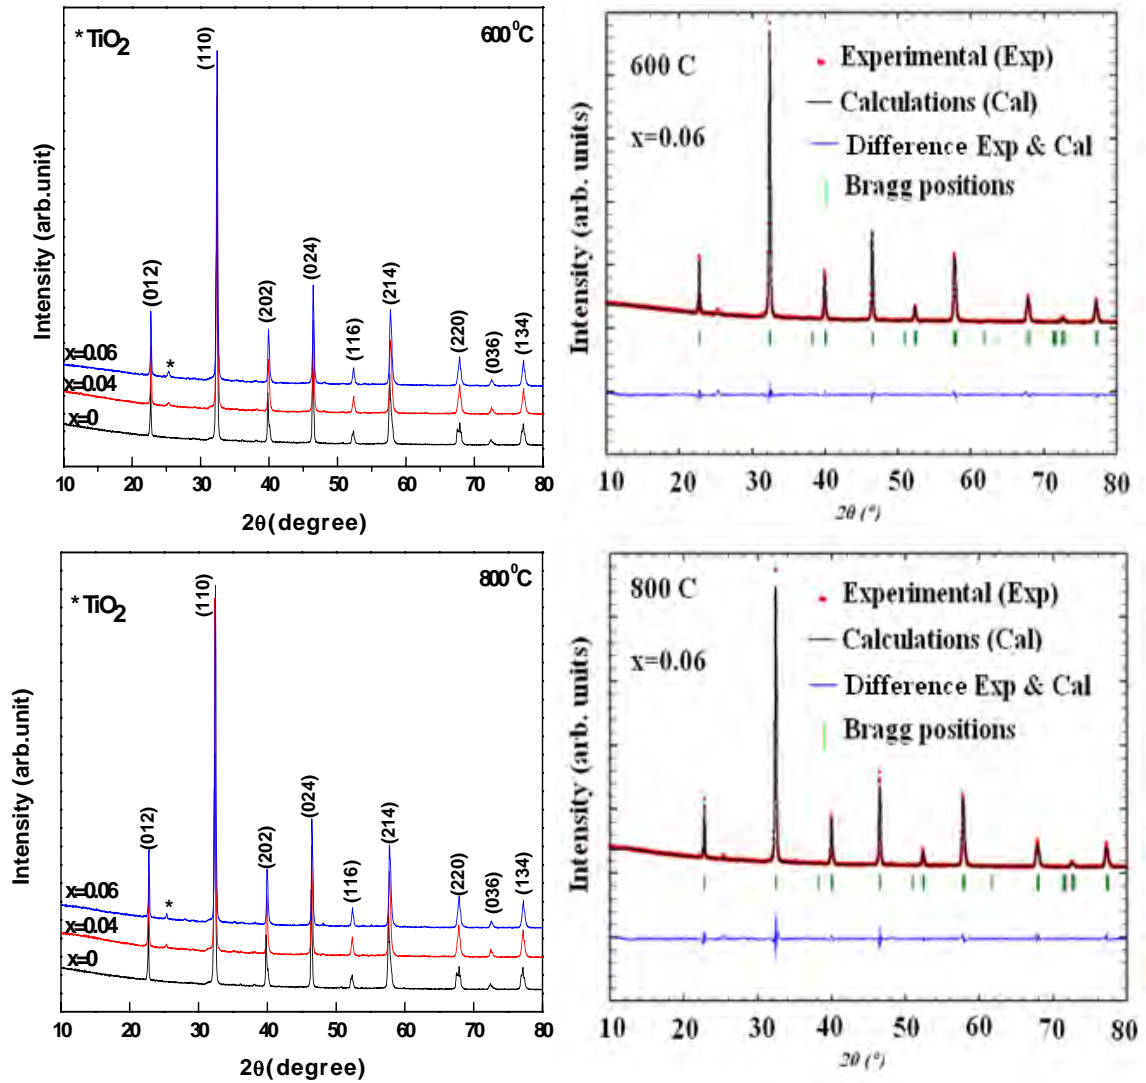 *TiO2
600 ⁰C
(012)
(110)
(202)
(024)
(116)
(214)
(220)
(036)
(134)
x=0.06
*
x=0.04
x=0
Intensity (arb.unit)
10 20 30 40 50 60 70 80
2θ(degree)
600 C
x=0.06
Experimental (Exp)
Calculations (Cal)
Difference Exp & Cal
Bragg positions
Intensity (arb. units)
10 20 30 40 50 60 70 80
2θ (°)
*TiO2
800 ⁰C
(012)
(110)
(202)
(024)
(116)
(214)
(220)
(036)
(134)
x=0.06
*
x=0.04
x=0
Intensity (arb.unit)
10 20 30 40 50 60 70 80
2θ(degree)
800 C
x=0.06
Experimental (Exp)
Calculations (Cal)
Difference Exp & Cal
Bragg positions
Intensity (arb. units)
10 20 30 40 50 60 70 80
2θ (°)